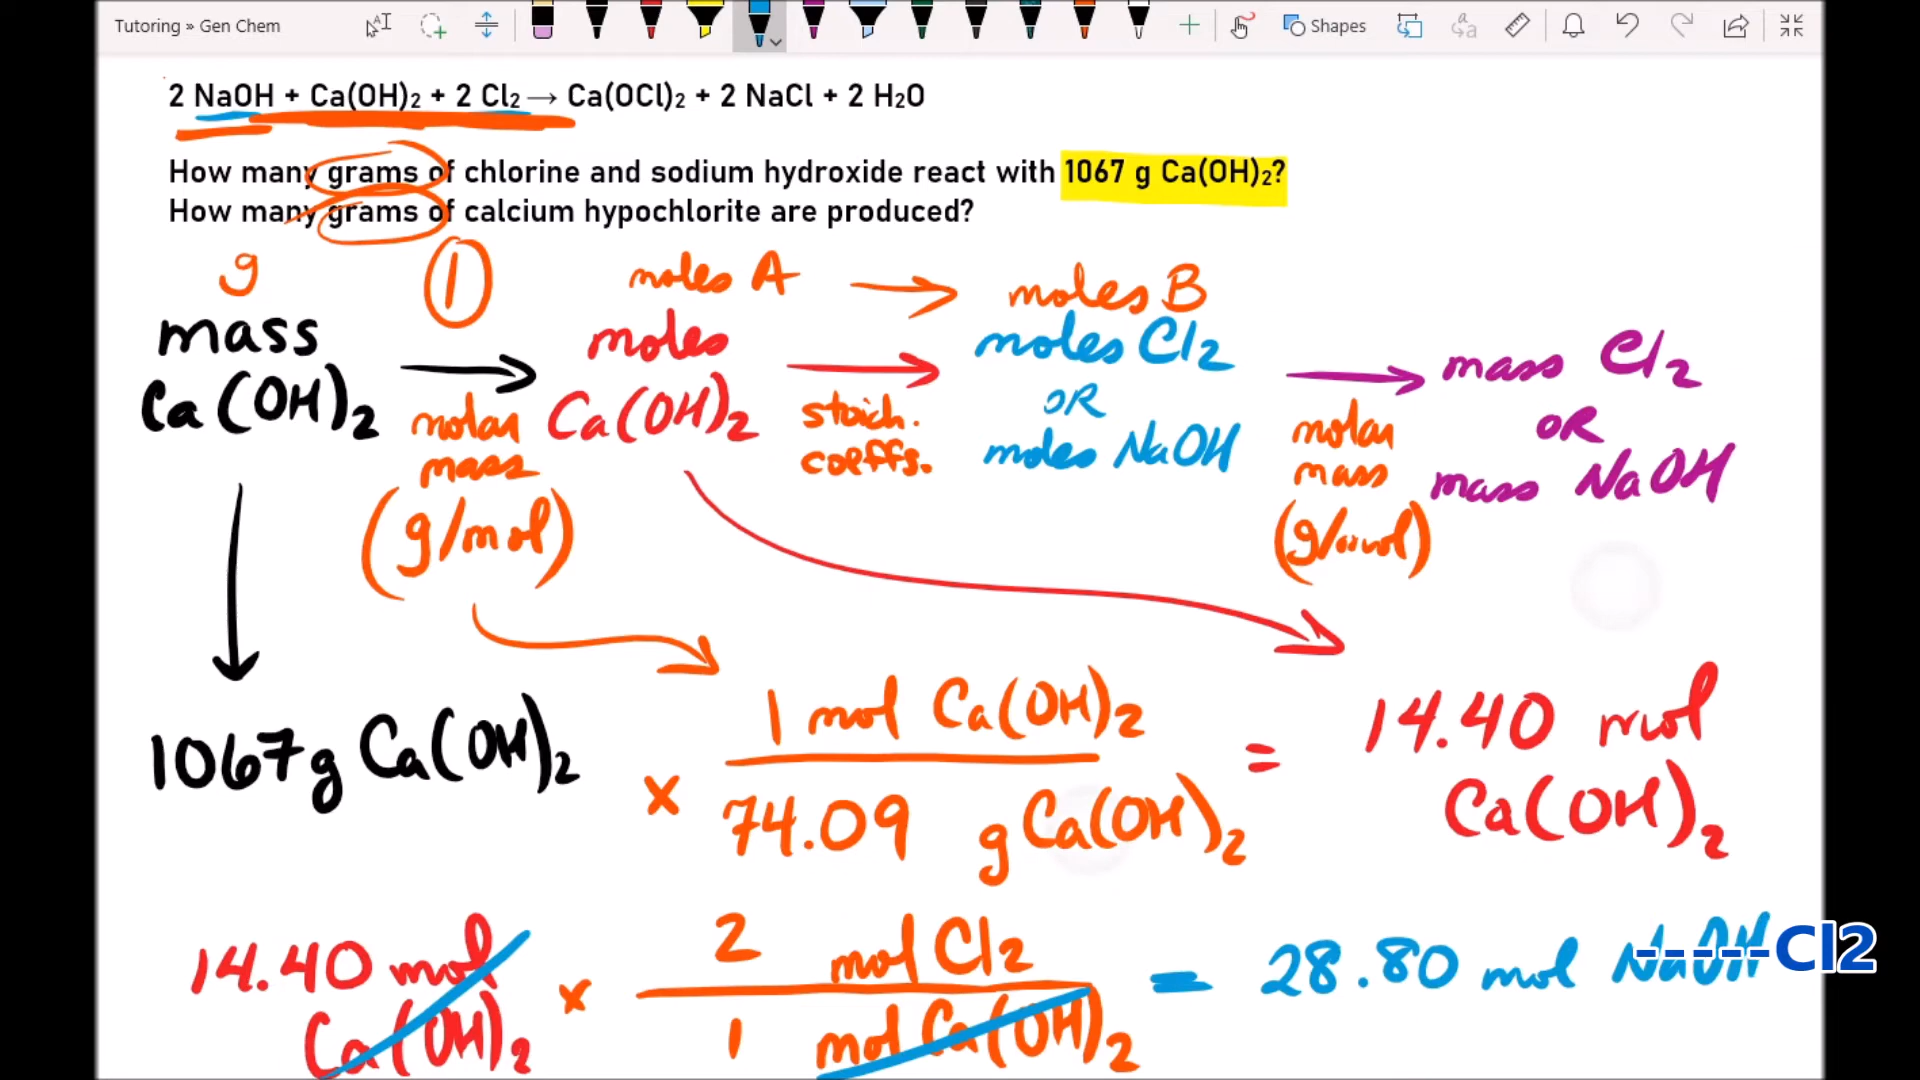 Tutoring » Gen Chem
Shapes
2 NaOH + Ca(OH)₂ + 2 Cl₂ → Ca(OCl)₂ + 2 NaCl + 2 H₂O
How many grams of chlorine and sodium hydroxide react with 1067 g Ca(OH)₂?
How many grams of calcium hypochlorite are produced?
g
1
moles A → moles B
mass Ca(OH)₂
→
molar mass (g/mol)
moles Ca(OH)₂
→
stoich. coeffs.
moles Cl₂
OR
moles NaOH
→
molar mass (g/mol)
mass Cl₂
OR
mass NaOH
1067g Ca(OH)₂ × 1 mol Ca(OH)₂ / 74.09 g Ca(OH)₂ = 14.40 mol Ca(OH)₂
14.40 mol Ca(OH)₂ × 2 mol Cl₂ / 1 mol Ca(OH)₂ = 28.80 mol NaOH
-----Cl2